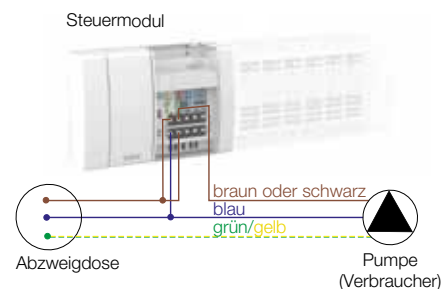 Steuermodul
braun oder schwarz
blau
grün/gelb
Abzweigdose
Pumpe
(Verbraucher)